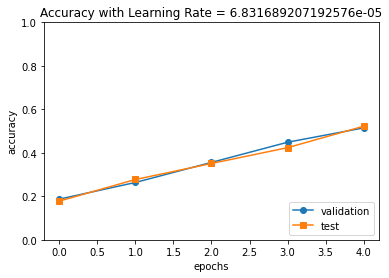 Accuracy with Learning Rate = 6.831689207192576e-05
1.0
0.8
0.6
0.4
0.2
0.0
accuracy
0.0 0.5 1.0 1.5 2.0 2.5 3.0 3.5 4.0
epochs
validation
test